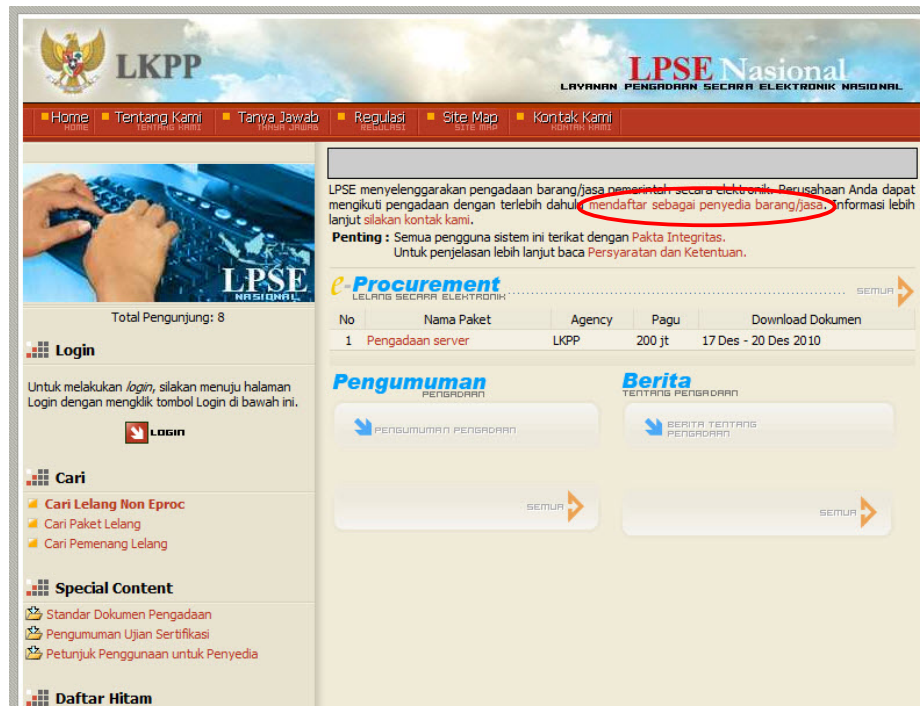 LKPP
LPSE Nasional
LAYANAN PENGADAAN SECARA ELEKTRONIK NASIONAL
Home
HOME
Tentang Kami
TENTANG KAMI
Tanya Jawab
TANYA JAWAB
Regulasi
REGULASI
Site Map
SITE MAP
Kontak Kami
KONTAK KAMI
LPSE
NASIONAL
Total Pengunjung: 8
Login
Untuk melakukan login, silakan menuju halaman
Login dengan mengklik tombol Login di bawah ini.
LOGIN
Cari
Cari Lelang Non Eproc
Cari Paket Lelang
Cari Pemenang Lelang
Special Content
Standar Dokumen Pengadaan
Pengumuman Ujian Sertifikasi
Petunjuk Penggunaan untuk Penyedia
Daftar Hitam
LPSE menyelenggarakan pengadaan barang/jasa pemerintah secara elektronik. Perusahaan Anda dapat
mengikuti pengadaan dengan terlebih dahulu mendaftar sebagai penyedia barang/jasa. Informasi lebih
lanjut silakan kontak kami.
Penting : Semua pengguna sistem ini terikat dengan Pakta Integritas.
Untuk penjelasan lebih lanjut baca Persyaratan dan Ketentuan.
e-Procurement
LELANG SECARA ELEKTRONIK
SEMUA
No Nama Paket Agency Pagu Download Dokumen
1 Pengadaan server LKPP 200 jt 17 Des - 20 Des 2010
Pengumuman
PENGADAAN
PENGUMUMAN PENGADAAN
SEMUA
Berita
TENTANG PENGADAAN
BERITA TENTANG
PENGADAAN
SEMUA